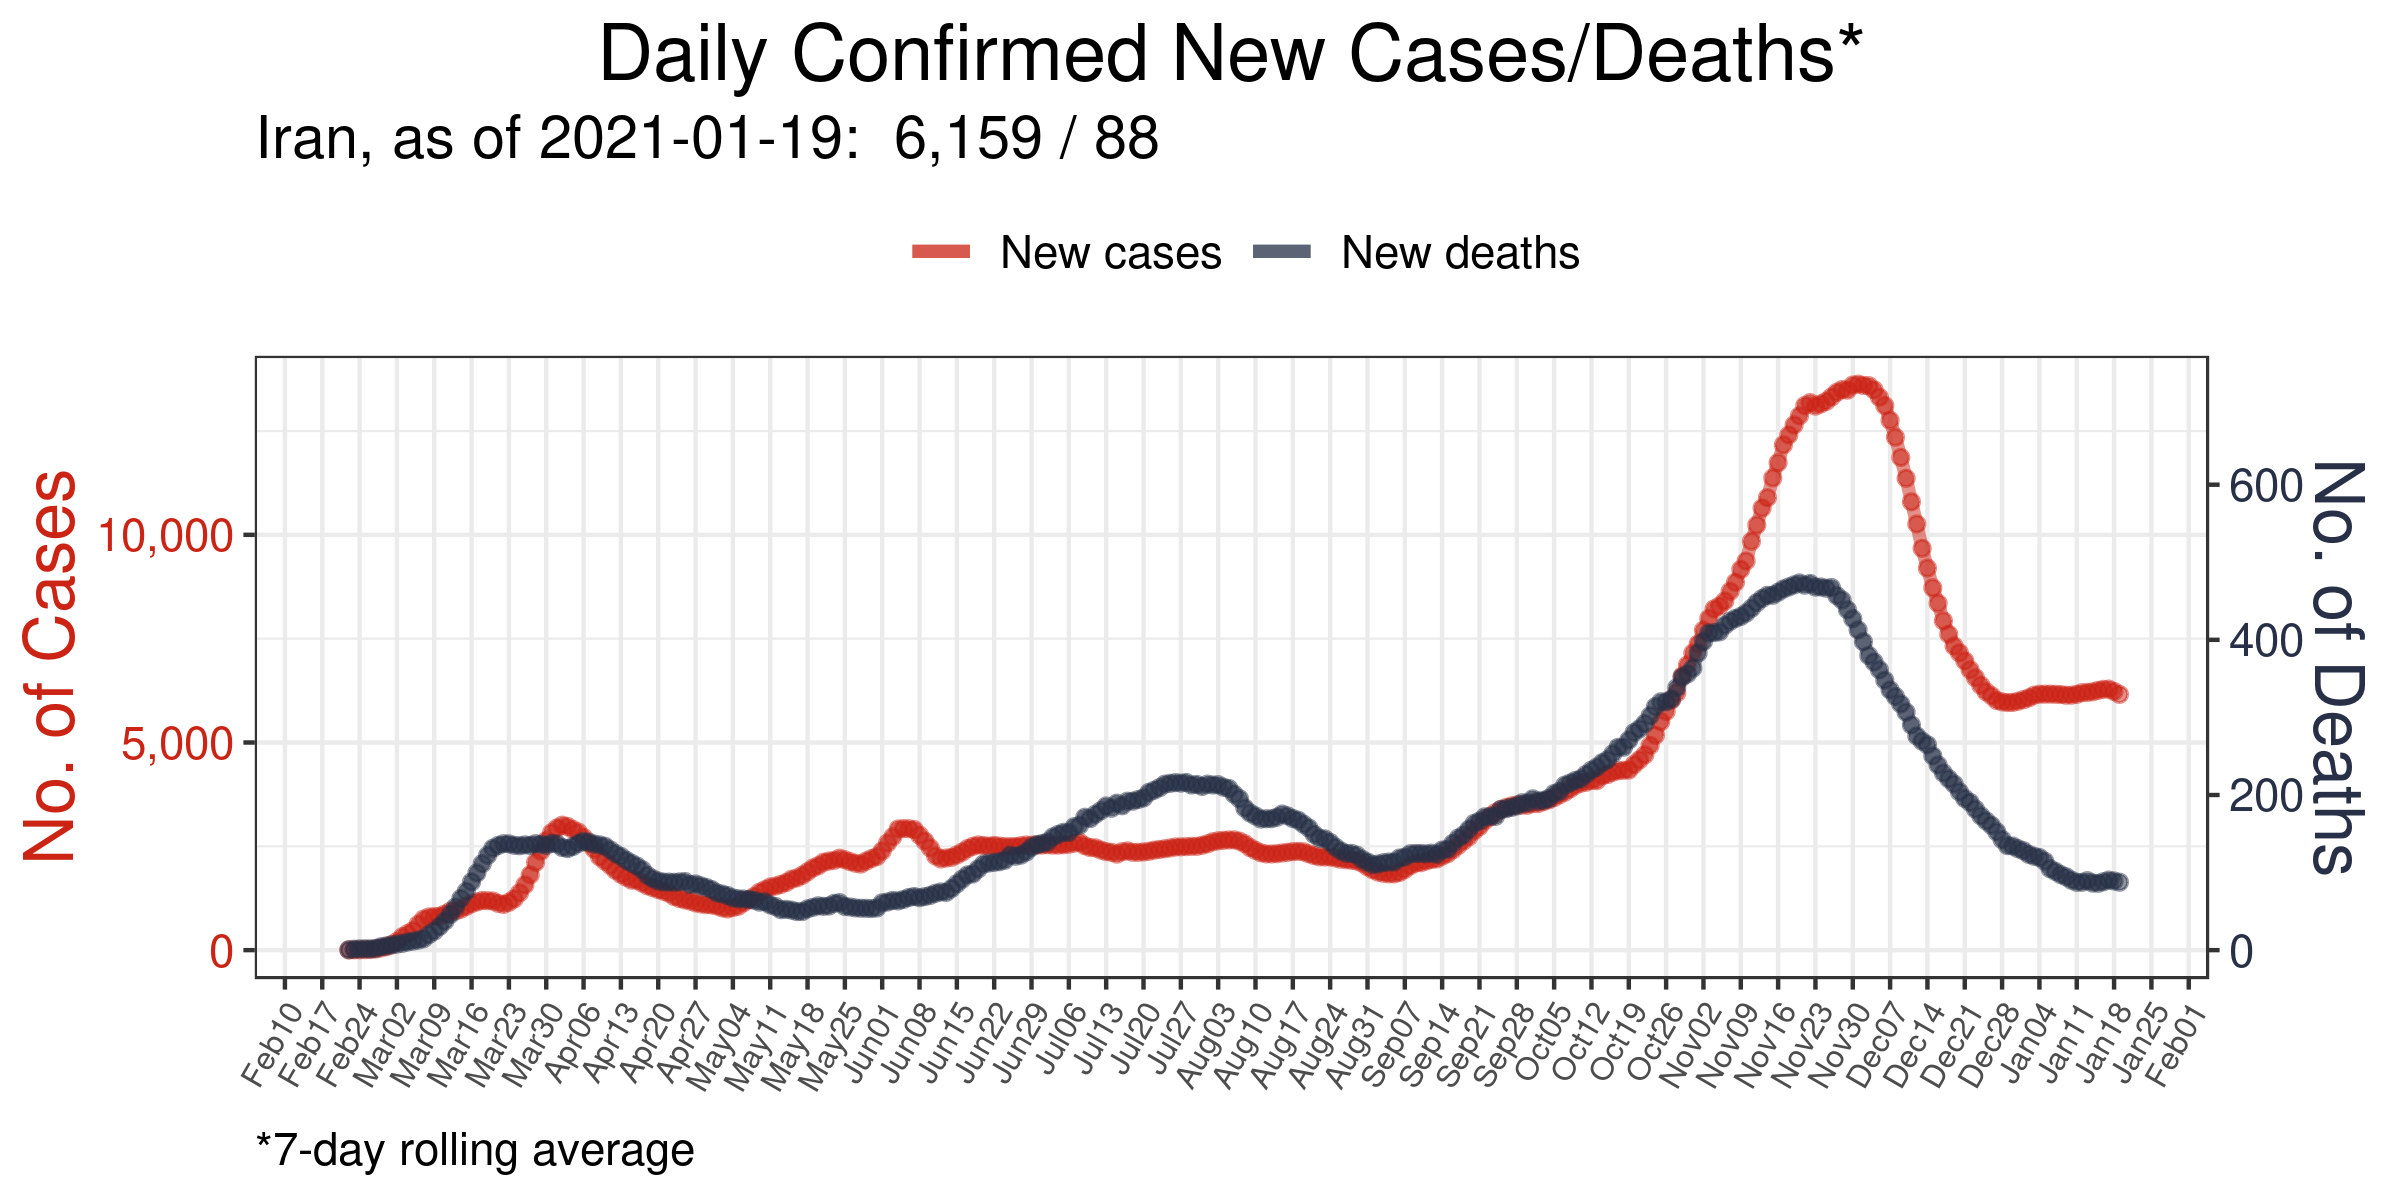 Daily Confirmed New Cases/Deaths*
Iran, as of 2021-01-19:  6,159 / 88
New cases
New deaths
No. of Cases
10,000
5,000
0
600
400
200
0
No. of Deaths
Feb10
Feb17
Feb24
Mar02
Mar09
Mar16
Mar23
Mar30
Apr06
Apr13
Apr20
Apr27
May04
May11
May18
May25
Jun01
Jun08
Jun15
Jun22
Jun29
Jul06
Jul13
Jul20
Jul27
Aug03
Aug10
Aug17
Aug24
Aug31
Sep07
Sep14
Sep21
Sep28
Oct05
Oct12
Oct19
Oct26
Nov02
Nov09
Nov16
Nov23
Nov30
Dec07
Dec14
Dec21
Dec28
Jan04
Jan11
Jan18
Jan25
Feb01
*7-day rolling average